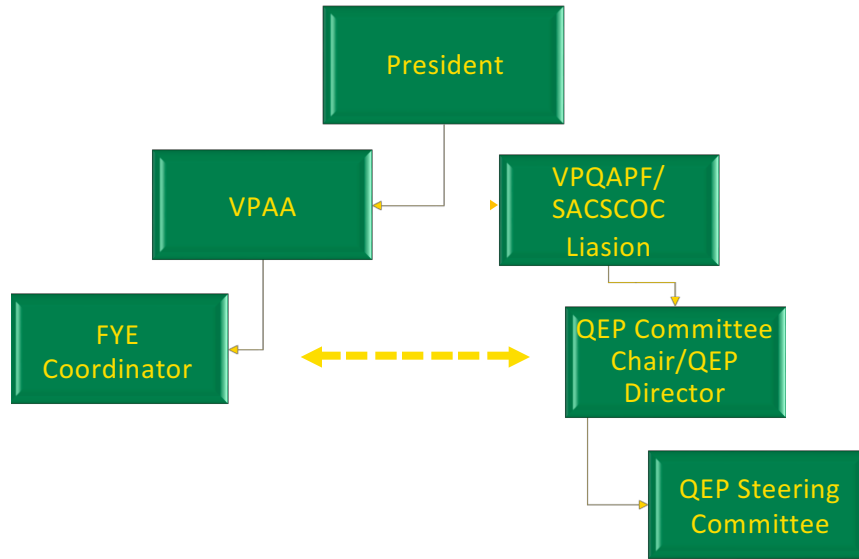 President
VPAA
VPQAPF/
SACSCOC
Liasion
FYE
Coordinator
QEP Committee
Chair/QEP
Director
QEP Steering
Committee